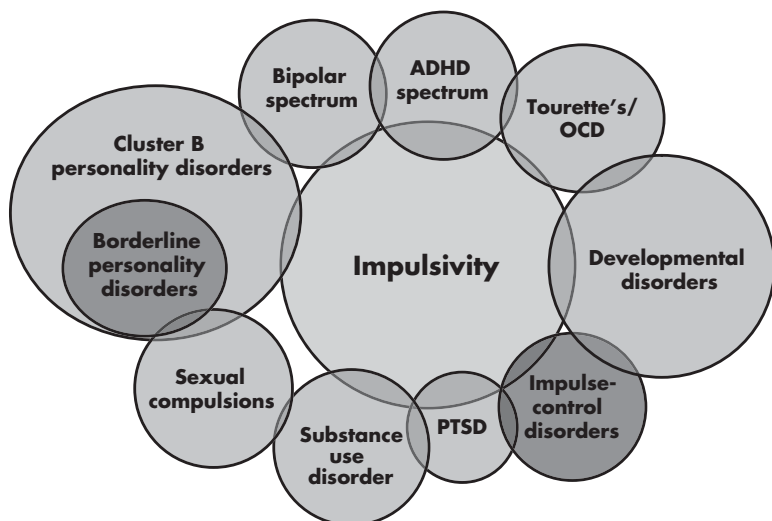 Bipolar
spectrum
ADHD
spectrum
Tourette's/
OCD
Cluster B
personality disorders
Borderline
personality
disorders
Impulsivity
Developmental
disorders
Sexual
compulsions
Substance
use
disorder
PTSD
Impulse-
control
disorders